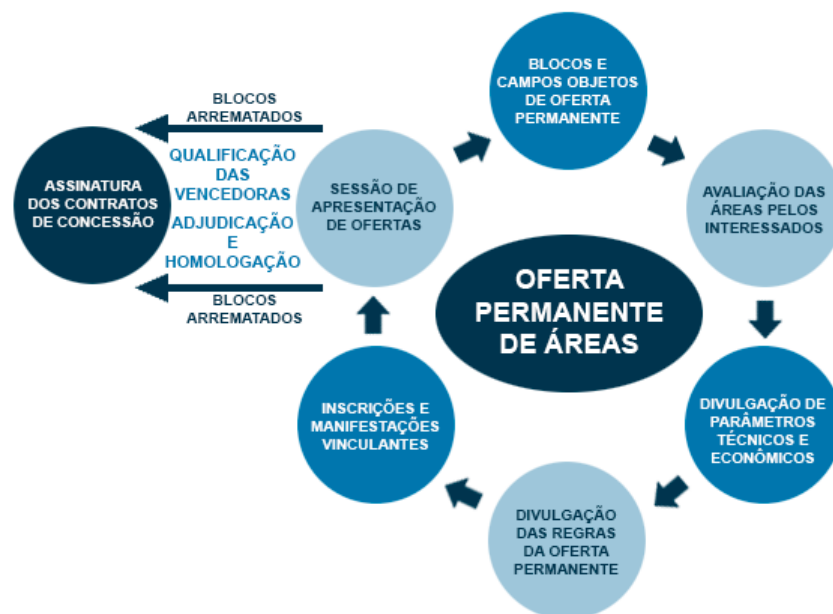 BLOCOS E
CAMPOS OBJETOS
DE OFERTA
PERMANENTE
BLOCOS
ARREMATADOS
QUALIFICAÇÃO
DAS
VENCEDORAS
ADJUDICAÇÃO
E
HOMOLOGAÇÃO
BLOCOS
ARREMATADOS
ASSINATURA
DOS CONTRATOS
DE CONCESSÃO
SESSÃO DE
APRESENTAÇÃO
DE OFERTAS
AVALIAÇÃO DAS
ÁREAS PELOS
INTERESSADOS
OFERTA
PERMANENTE
DE ÁREAS
INSCRIÇÕES E
MANIFESTAÇÕES
VINCULANTES
DIVULGAÇÃO DE
PARÂMETROS
TÉCNICOS E
ECONÔMICOS
DIVULGAÇÃO
DAS REGRAS
DA OFERTA
PERMANENTE